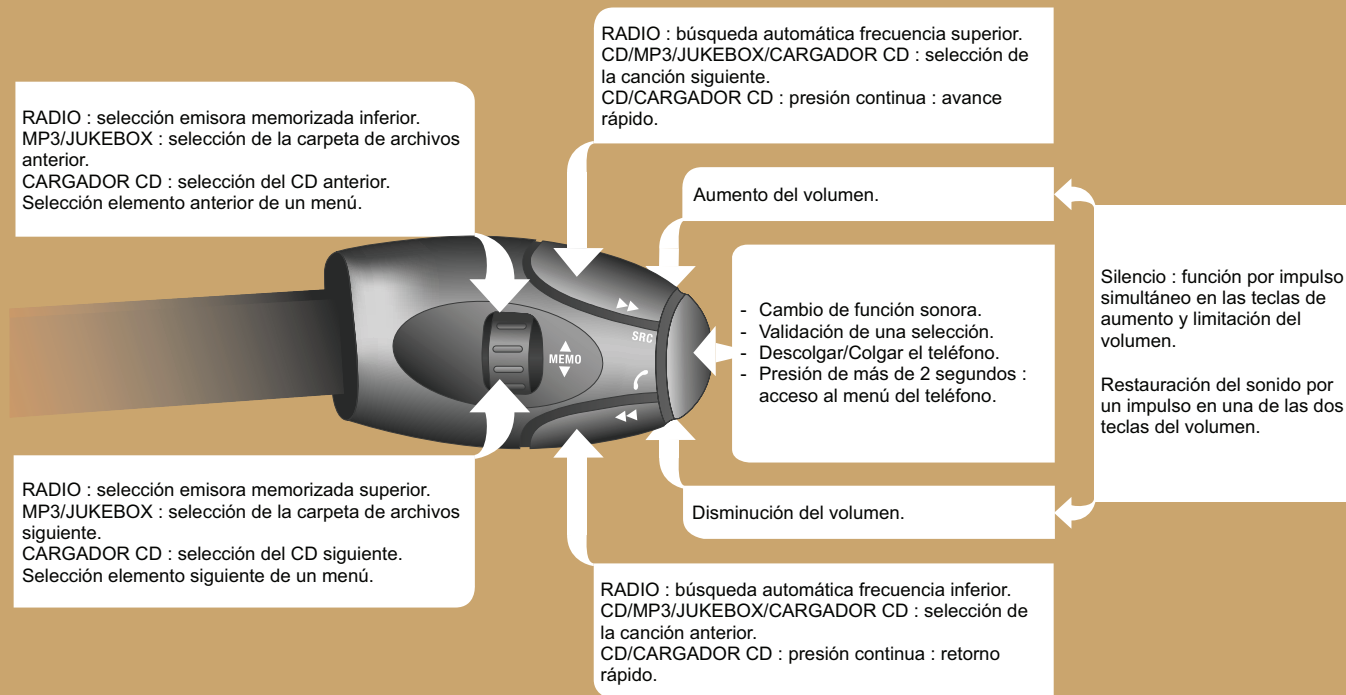 RADIO : búsqueda automática frecuencia superior.
CD/MP3/JUKEBOX/CARGADOR CD : selección de
la canción siguiente.
CD/CARGADOR CD : presión continua : avance
rápido.
RADIO : selección emisora memorizada inferior.
MP3/JUKEBOX : selección de la carpeta de archivos
anterior.
CARGADOR CD : selección del CD anterior.
Selección elemento anterior de un menú.
Aumento del volumen.
- Cambio de función sonora.
- Validación de una selección.
- Descolgar/Colgar el teléfono.
- Presión de más de 2 segundos :
acceso al menú del teléfono.
Silencio : función por impulso
simultáneo en las teclas de
aumento y limitación del
volumen.
Restauración del sonido por
un impulso en una de las dos
teclas del volumen.
SRC
MEMO
RADIO : selección emisora memorizada superior.
MP3/JUKEBOX : selección de la carpeta de archivos
siguiente.
CARGADOR CD : selección del CD siguiente.
Selección elemento siguiente de un menú.
Disminución del volumen.
RADIO : búsqueda automática frecuencia inferior.
CD/MP3/JUKEBOX/CARGADOR CD : selección de
la canción anterior.
CD/CARGADOR CD : presión continua : retorno
rápido.